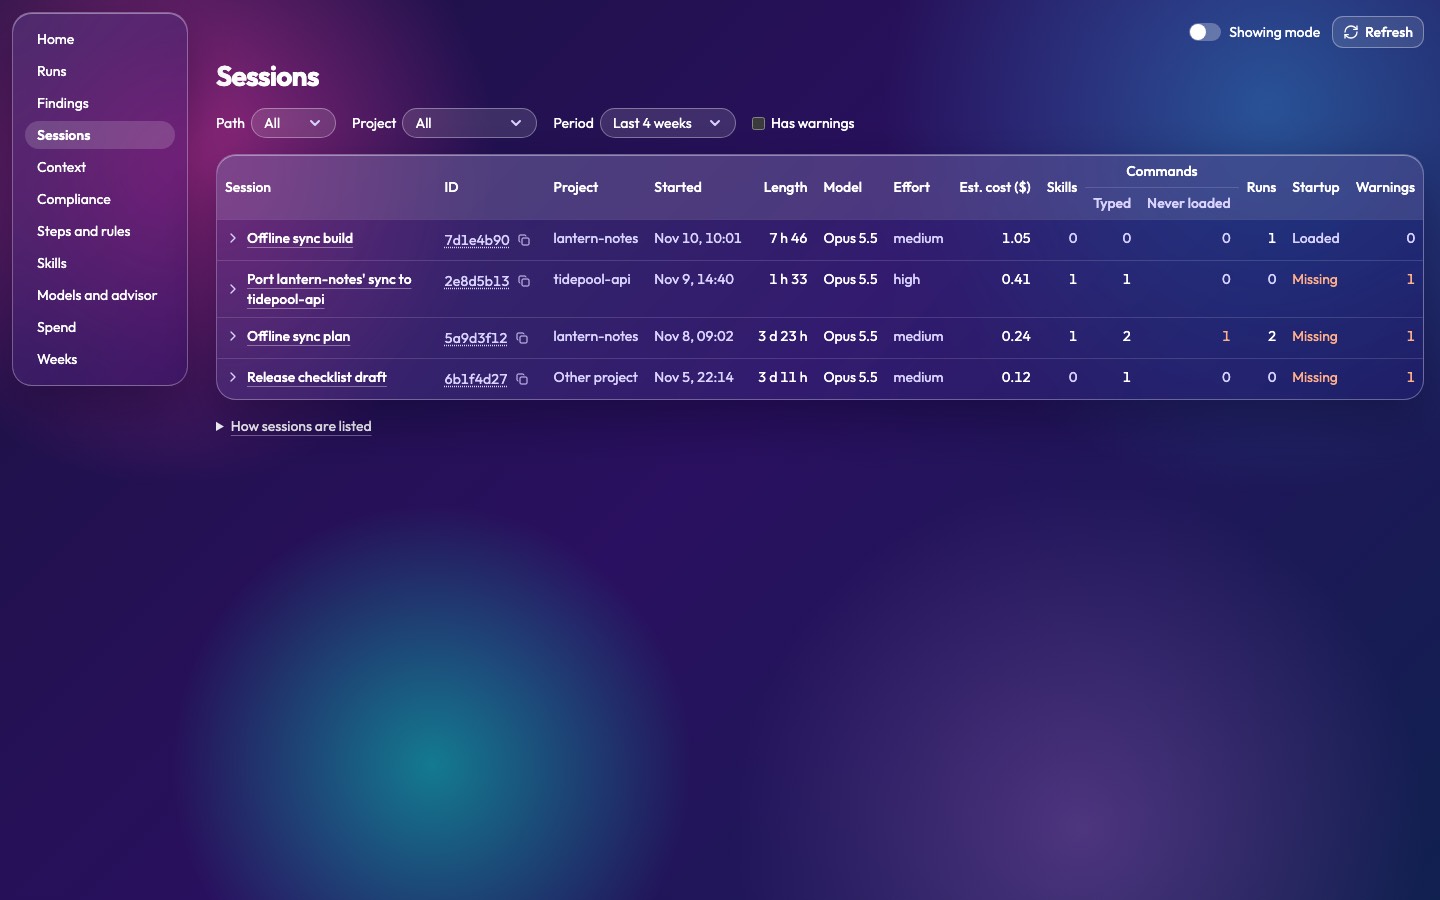 Home
Runs
Findings
Sessions
Context
Compliance
Steps and rules
Skills
Models and advisor
Spend
Weeks
Showing mode Refresh
Sessions
Path All Project All Period Last 4 weeks Has warnings
Commands
Session ID Project Started Length Model Effort Est. cost ($) Skills Runs Startup Warnings
Typed Never loaded
Offline sync build 7d1e4b90 lantern-notes Nov 10, 10:01 7 h 46 Opus 5.5 medium 1.05 0 0 0 1 Loaded 0
Port lantern-notes' sync to 2e8d5b13 tidepool-api Nov 9, 14:40 1 h 33 Opus 5.5 high 0.41 1 1 0 0 Missing 1
tidepool-api
Offline sync plan 5a9d3f12 lantern-notes Nov 8, 09:02 3 d 23 h Opus 5.5 medium 0.24 1 2 1 2 Missing 1
Release checklist draft 6b1f4d27 Other project Nov 5, 22:14 3 d 11 h Opus 5.5 medium 0.12 0 1 0 0 Missing 1
How sessions are listed